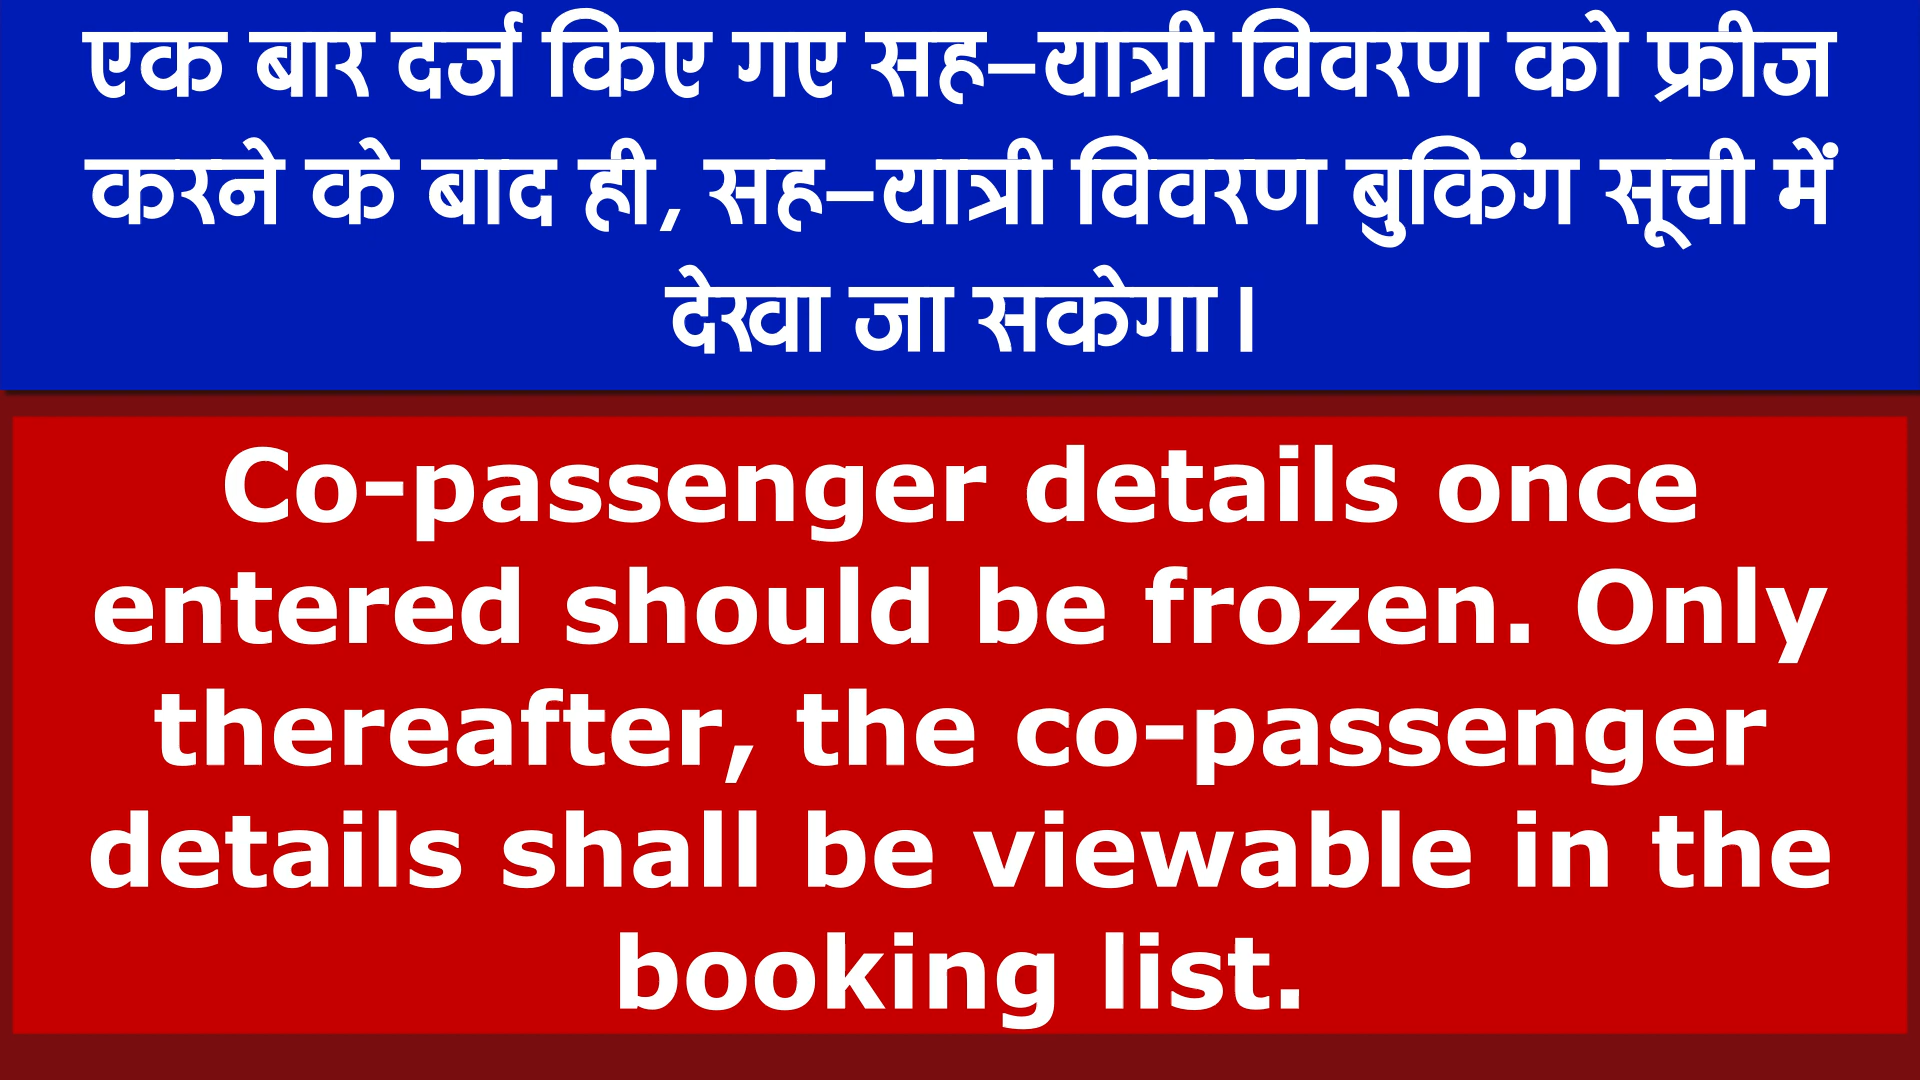 एक बार दर्ज किए गए सह–यात्री विवरण को फ्रीज
करने के बाद ही, सह–यात्री विवरण बुकिंग सूची में
देखा जा सकेगा।
Co-passenger details once
entered should be frozen. Only
thereafter, the co-passenger
details shall be viewable in the
booking list.